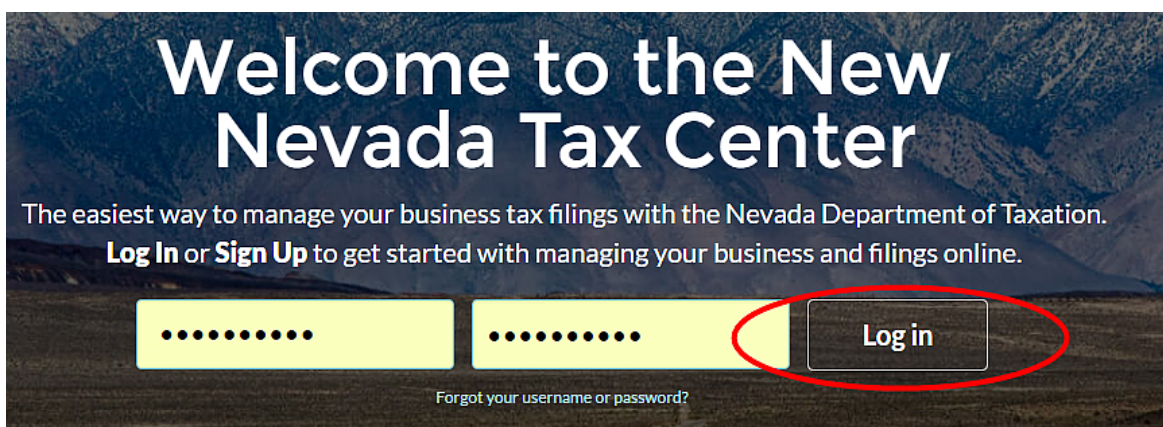 Welcome to the New
Nevada Tax Center
The easiest way to manage your business tax filings with the Nevada Department of Taxation.
Log In or Sign Up to get started with managing your business and filings online.
•••••••••• •••••••••• Log in
Forgot your username or password?